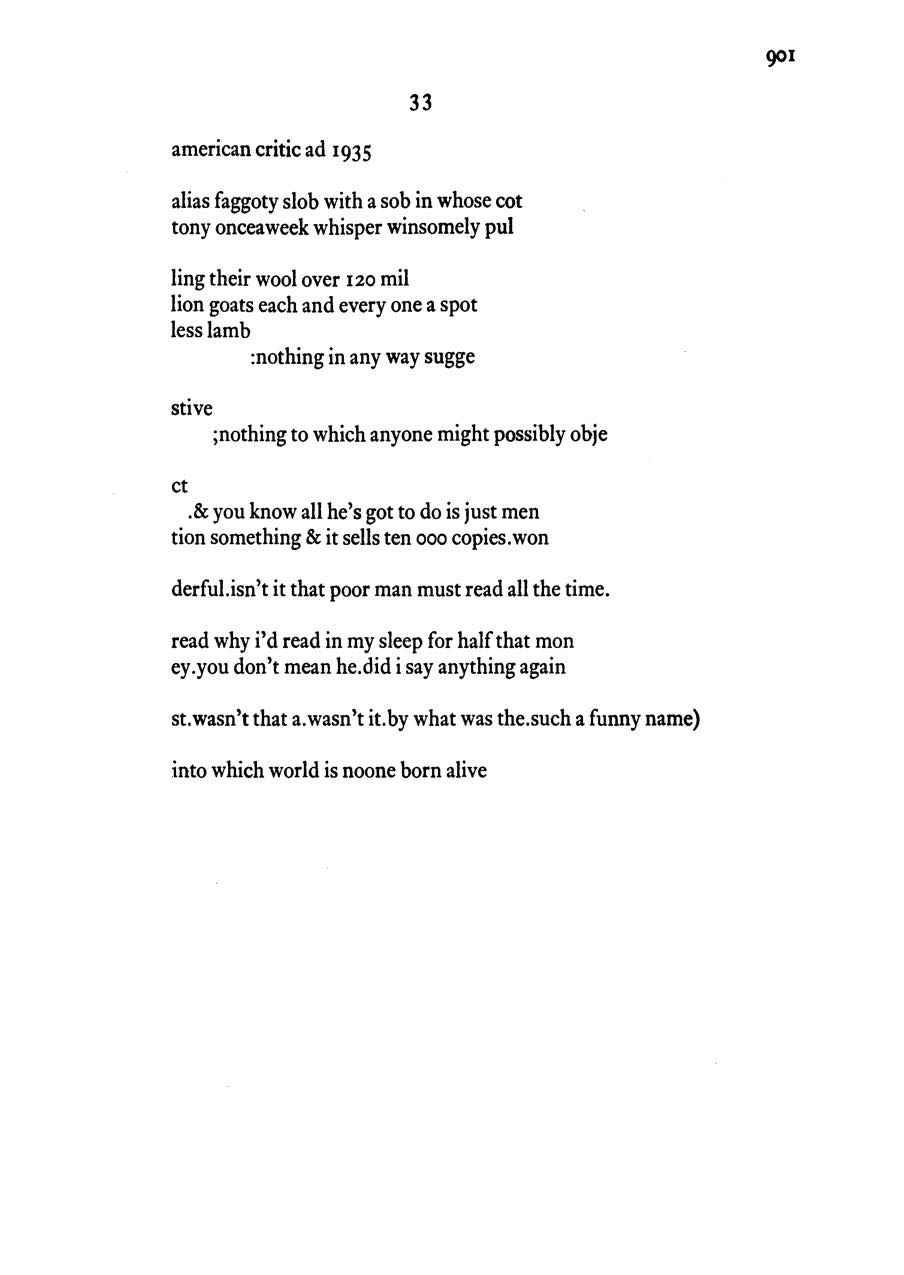 901
33
american critic ad 1935
alias faggoty slob with a sob in whose cot
tony onceaweek whisper winsomely pul
ling their wool over 120 mil
lion goats each and every one a spot
less lamb
:nothing in any way sugge
stive
;nothing to which anyone might possibly obje
ct
.& you know all he's got to do is just men
tion something & it sells ten 000 copies.won
derful.isn't it that poor man must read all the time.
read why i'd read in my sleep for half that mon
ey.you don't mean he.did i say anything again
st.wasn't that a.wasn't it.by what was the.such a funny name)
into which world is noone born alive